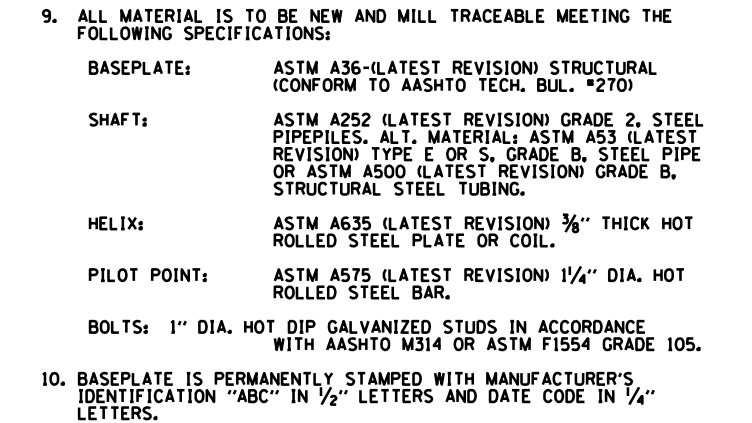 9. ALL MATERIAL IS TO BE NEW AND MILL TRACEABLE MEETING THE
FOLLOWING SPECIFICATIONS:
BASEPLATE: ASTM A36-(LATEST REVISION) STRUCTURAL
(CONFORM TO AASHTO TECH. BUL. #270)
SHAFT: ASTM A252 (LATEST REVISION) GRADE 2, STEEL
PIPEPILES. ALT. MATERIAL: ASTM A53 (LATEST
REVISION) TYPE E OR S, GRADE B, STEEL PIPE
OR ASTM A500 (LATEST REVISION) GRADE B,
STRUCTURAL STEEL TUBING.
HELIX: ASTM A635 (LATEST REVISION) 3/8" THICK HOT
ROLLED STEEL PLATE OR COIL.
PILOT POINT: ASTM A575 (LATEST REVISION) 1 1/4" DIA. HOT
ROLLED STEEL BAR.
BOLTS: 1" DIA. HOT DIP GALVANIZED STUDS IN ACCORDANCE
WITH AASHTO M314 OR ASTM F1554 GRADE 105.
10. BASEPLATE IS PERMANENTLY STAMPED WITH MANUFACTURER'S
IDENTIFICATION "ABC" IN 1/2" LETTERS AND DATE CODE IN 1/4"
LETTERS.